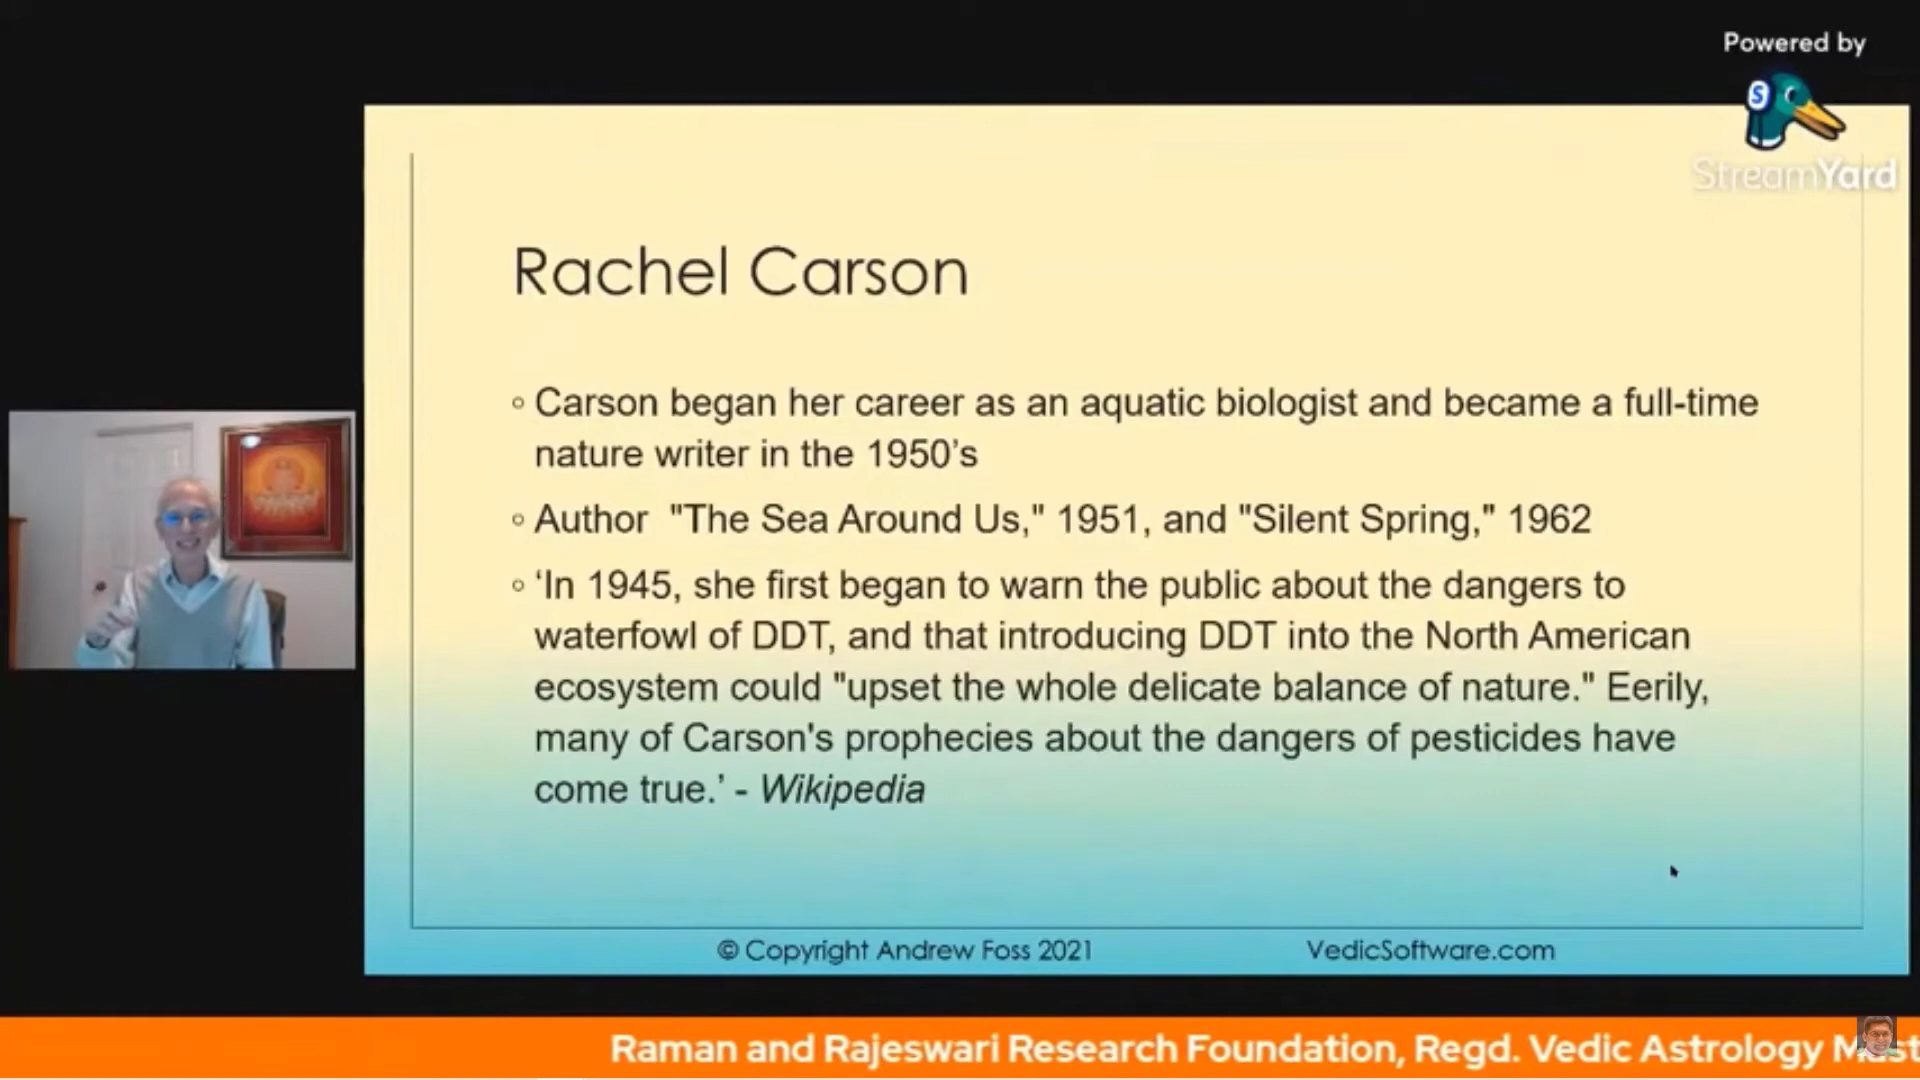 Powered by
StreamYard
Rachel Carson
◦ Carson began her career as an aquatic biologist and became a full-time
nature writer in the 1950’s
◦ Author "The Sea Around Us," 1951, and "Silent Spring," 1962
◦ ‘In 1945, she first began to warn the public about the dangers to
waterfowl of DDT, and that introducing DDT into the North American
ecosystem could "upset the whole delicate balance of nature." Eerily,
many of Carson's prophecies about the dangers of pesticides have
come true.’ - Wikipedia
© Copyright Andrew Foss 2021 VedicSoftware.com
Raman and Rajeswari Research Foundation, Regd. Vedic Astrology